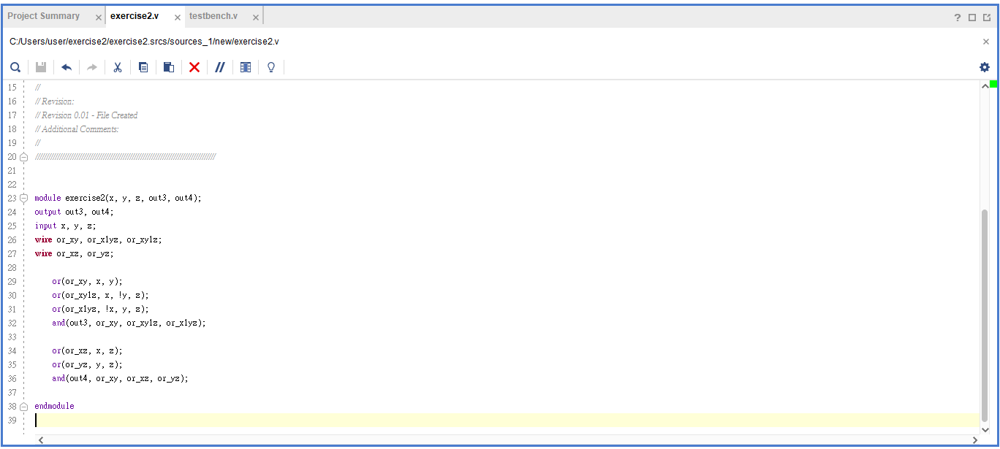 Project Summary × exercise2.v × testbench.v ×
?
C:/Users/user/exercise2/exercise2.srcs/sources_1/new/exercise2.v ×
15 //
16 // Revision:
17 // Revision 0.01 - File Created
18 // Additional Comments:
19 //
20 //////////////////////////////////////////////////////////////////////////////////
21
22
23 module exercise2(x, y, z, out3, out4);
24 output out3, out4;
25 input x, y, z;
26 wire or_xy, or_x1yz, or_xy1z;
27 wire or_xz, or_yz;
28
29 or(or_xy, x, y);
30 or(or_xy1z, x, !y, z);
31 or(or_x1yz, !x, y, z);
32 and(out3, or_xy, or_xy1z, or_x1yz);
33
34 or(or_xz, x, z);
35 or(or_yz, y, z);
36 and(out4, or_xy, or_xz, or_yz);
37
38 endmodule
39